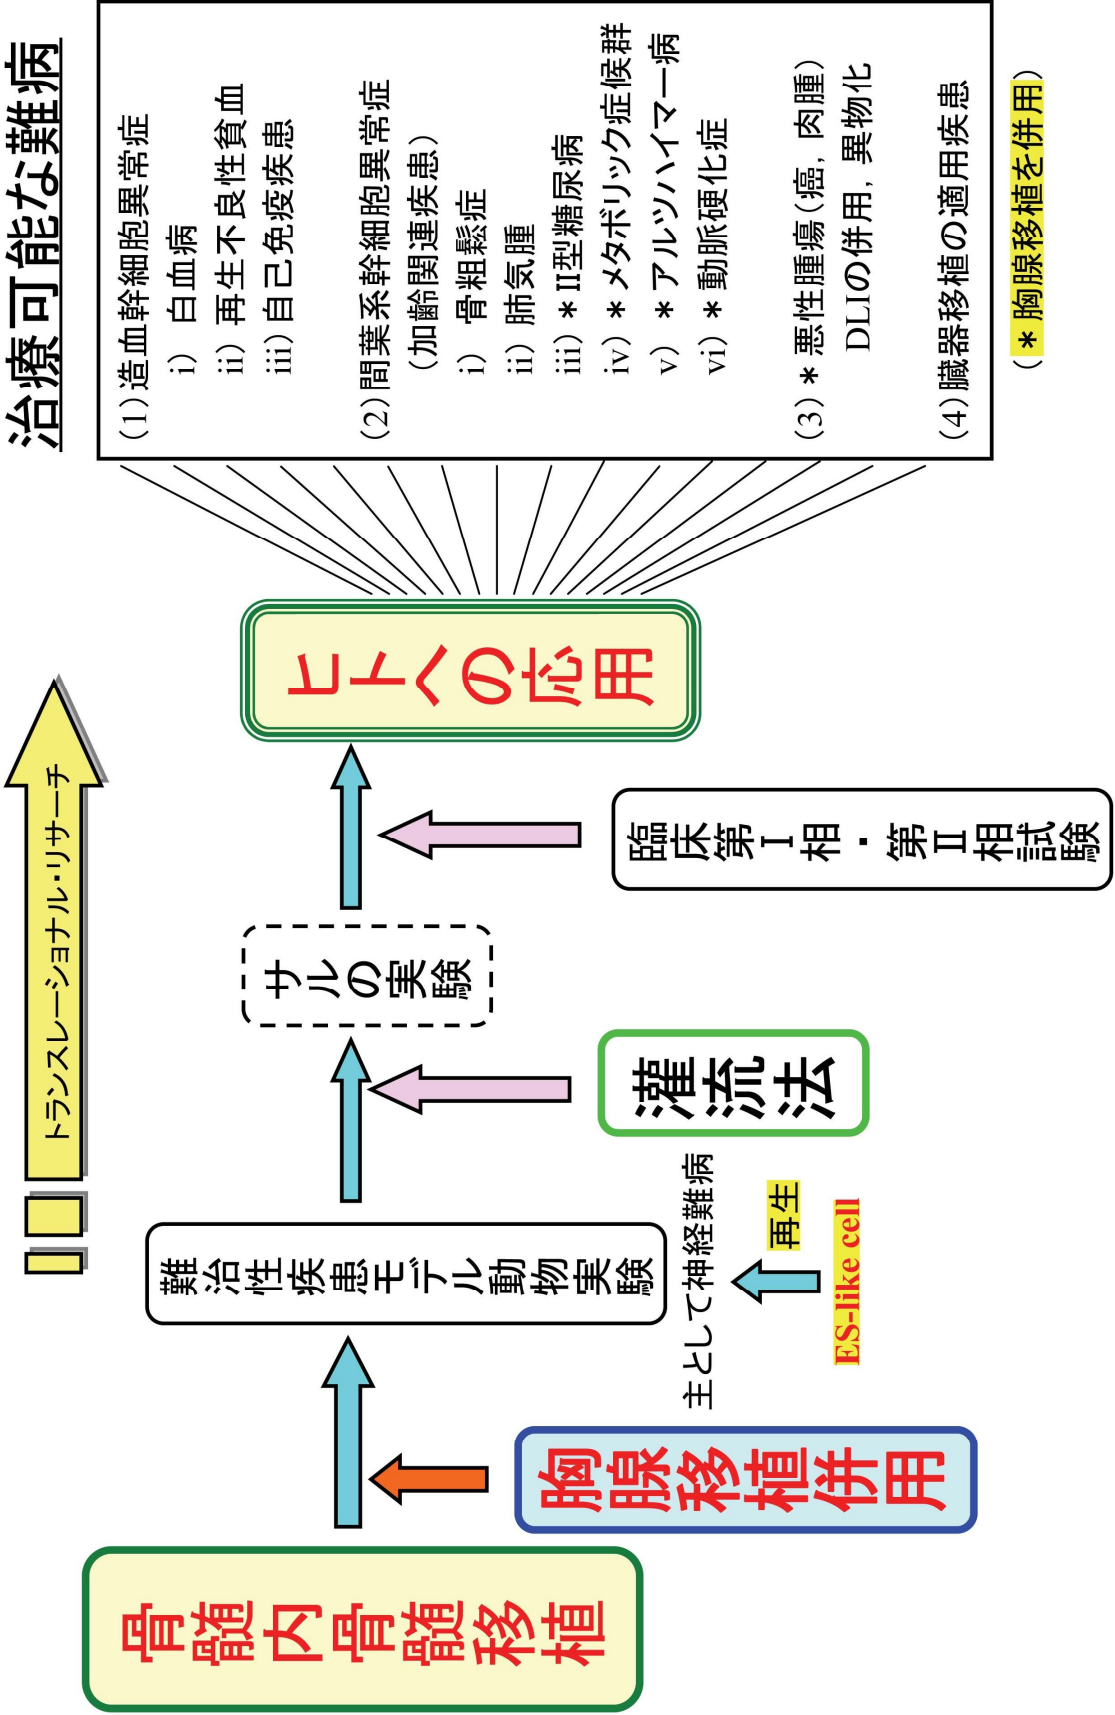 トランスレーショナル・リサーチ
骨髄内骨髄移植
胸腺移植併用
難治性疾患モデル動物実験
主として神経難病
再生
ES-like cell
灌流法
サルの実験
臨床第Ⅰ相・第Ⅱ相試験
ヒトへの応用
治療可能な難病
(1)造血幹細胞異常症
i) 白血病
ii) 再生不良性貧血
iii) 自己免疫疾患
(2)間葉系幹細胞異常症
(加齢関連疾患)
i) 骨粗鬆症
ii) 肺気腫
iii) *II型糖尿病
iv) *メタボリック症候群
v) *アルツハイマー病
vi) *動脈硬化症
(3)*悪性腫瘍(癌, 肉腫)
DLIの併用, 異物化
(4)臓器移植の適用疾患
(*胸腺移植を併用)